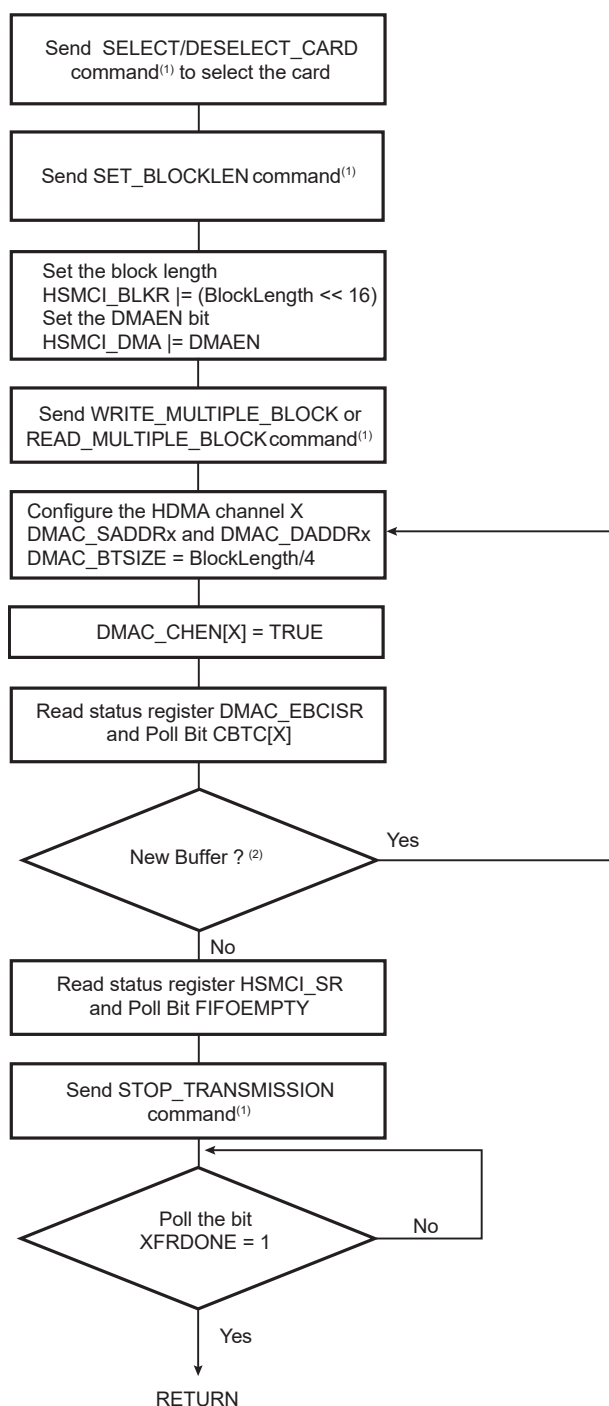 Send SELECT/DESELECT_CARD
command(1) to select the card
Send SET_BLOCKLEN command(1)
Set the block length
HSMCI_BLKR |= (BlockLength << 16)
Set the DMAEN bit
HSMCI_DMA |= DMAEN
Send WRITE_MULTIPLE_BLOCK or
READ_MULTIPLE_BLOCK command(1)
Configure the HDMA channel X
DMAC_SADDRx and DMAC_DADDRx
DMAC_BTSIZE = BlockLength/4
DMAC_CHEN[X] = TRUE
Read status register DMAC_EBCISR
and Poll Bit CBTC[X]
New Buffer ? (2)
Yes
No
Read status register HSMCI_SR
and Poll Bit FIFOEMPTY
Send STOP_TRANSMISSION
command(1)
Poll the bit
XFRDONE = 1
No
Yes
RETURN